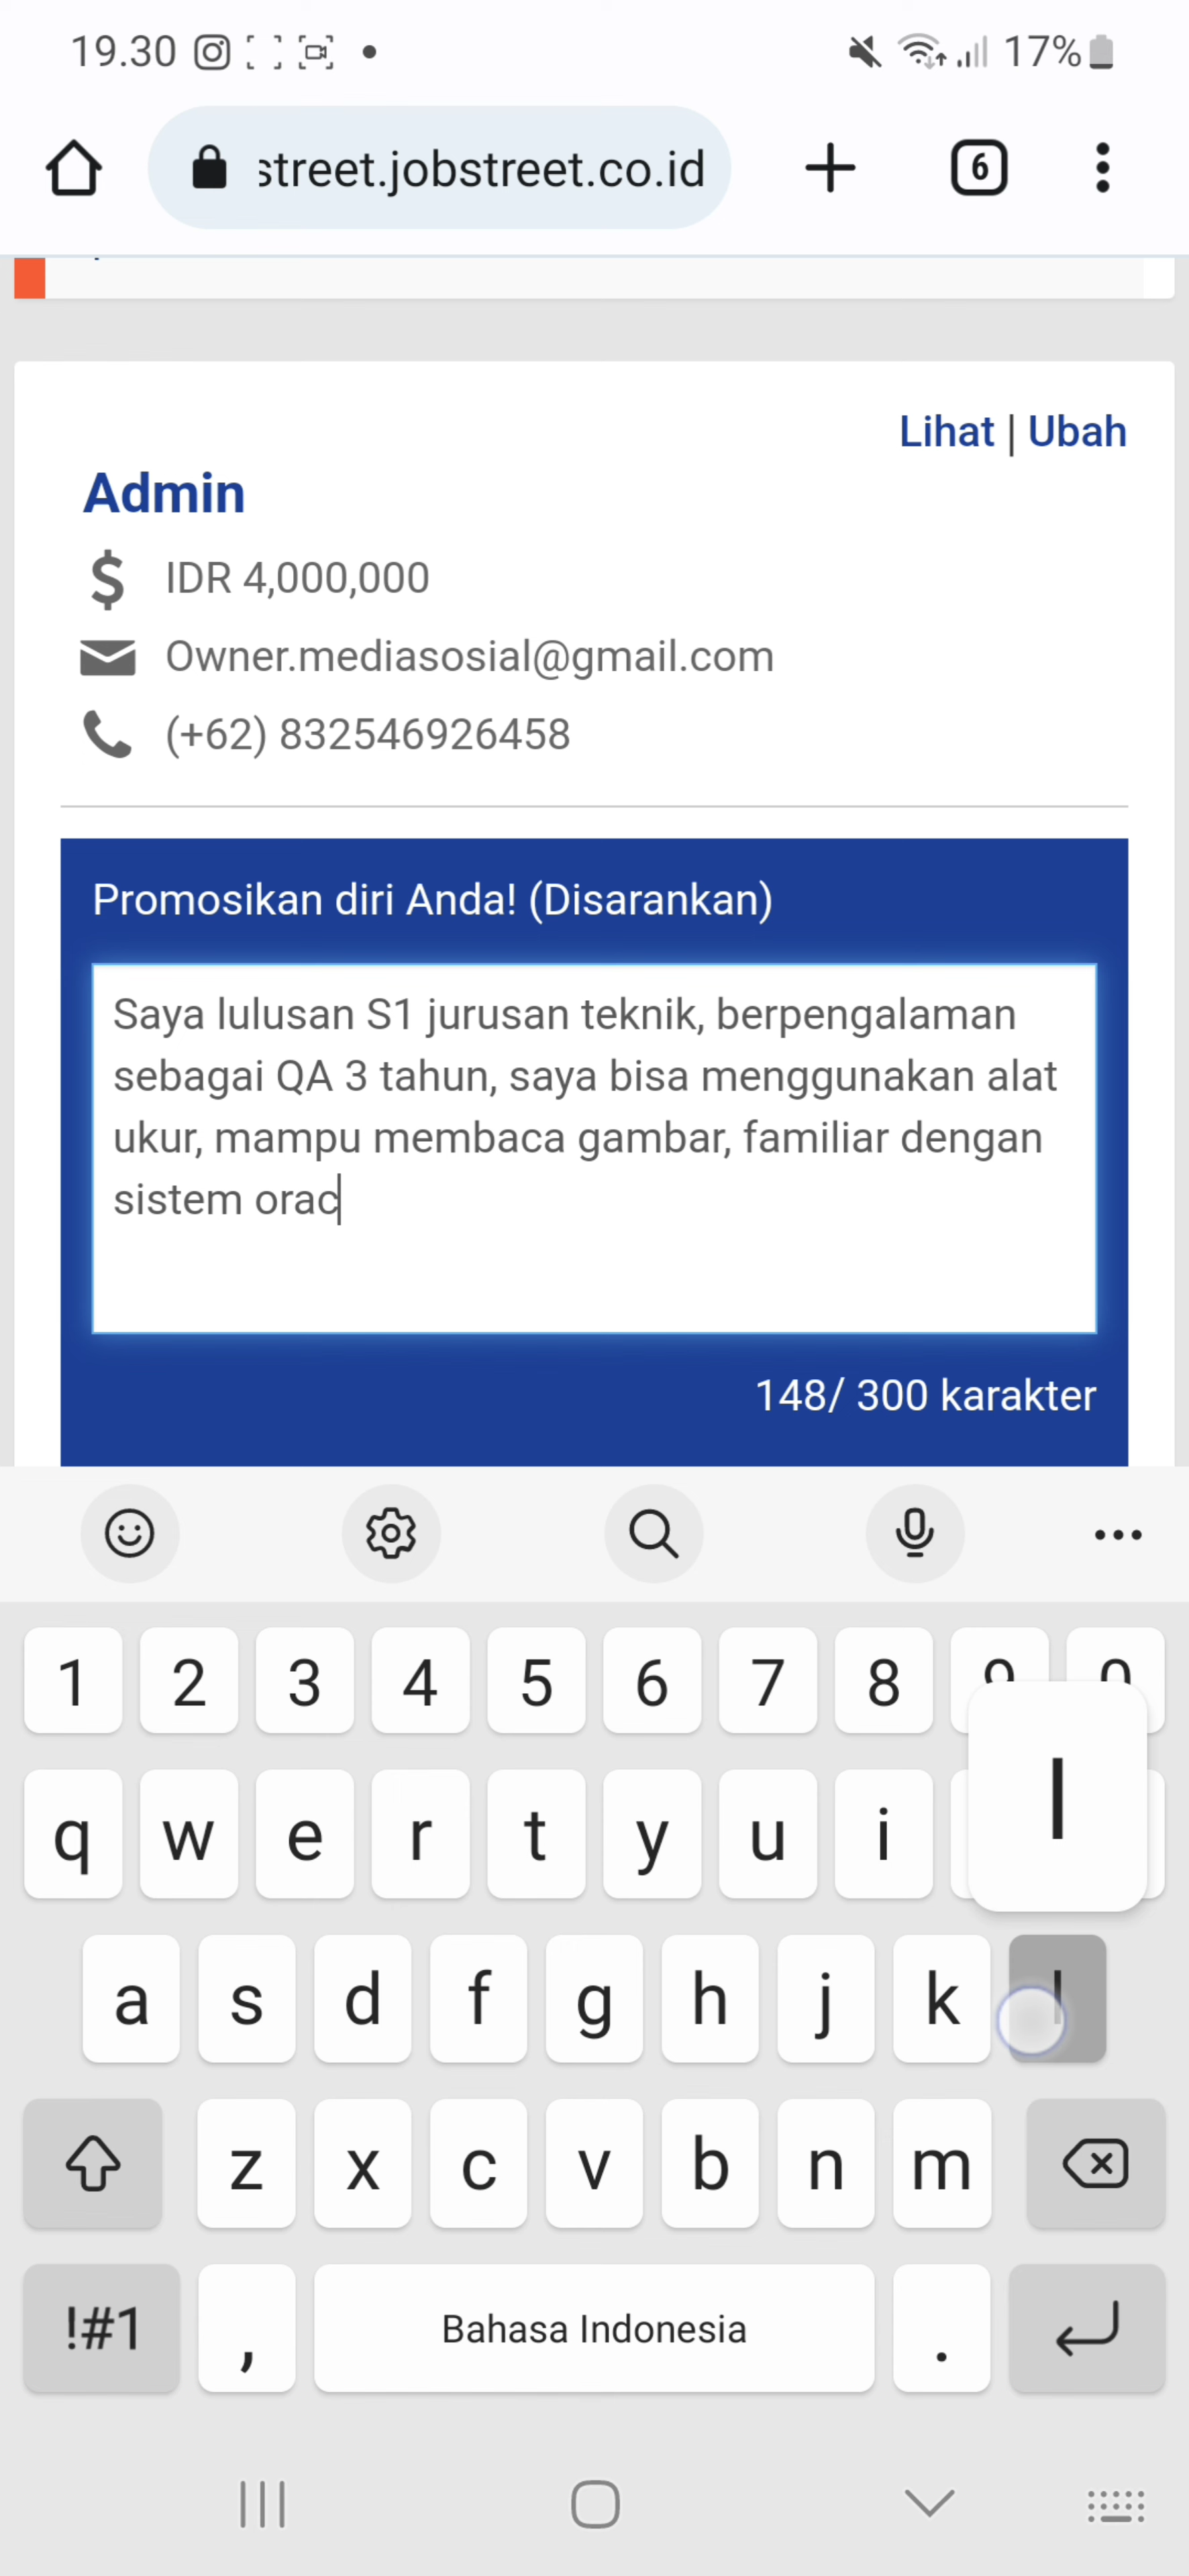 19.30
17%
street.jobstreet.co.id
6
Lihat | Ubah
Admin
IDR 4,000,000
Owner.mediasosial@gmail.com
(+62) 832546926458
Promosikan diri Anda! (Disarankan)
Saya lulusan S1 jurusan teknik, berpengalaman
sebagai QA 3 tahun, saya bisa menggunakan alat
ukur, mampu membaca gambar, familiar dengan
sistem orac
148/ 300 karakter
1 2 3 4 5 6 7 8 9 0
q w e r t y u i l
a s d f g h j k l
z x c v b n m
!#1 , Bahasa Indonesia .